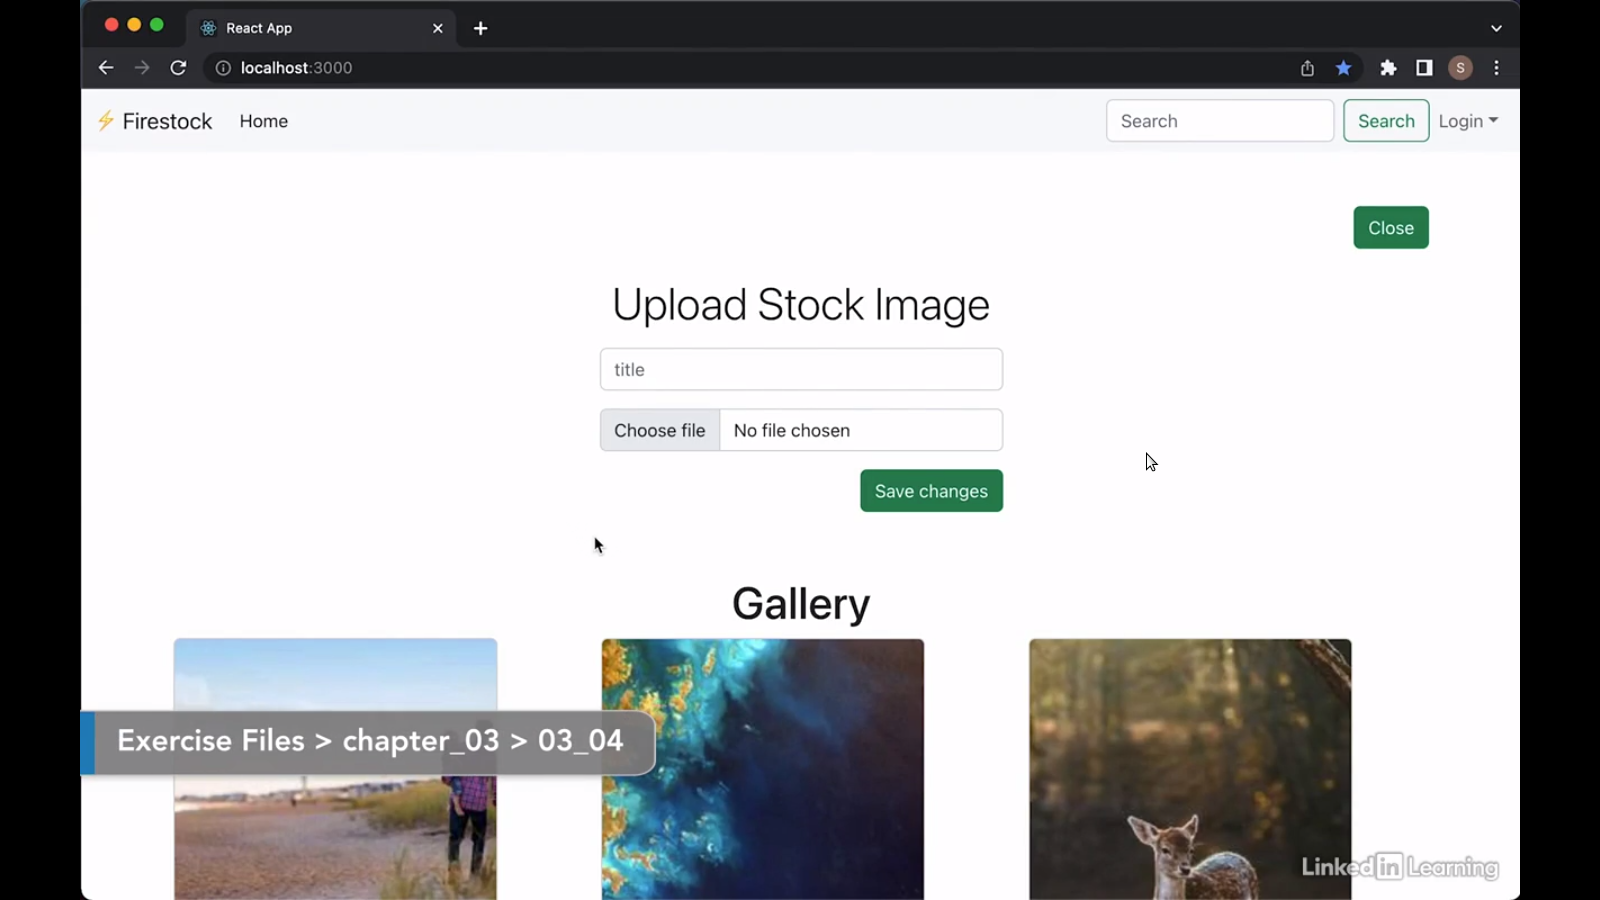 React App
localhost:3000
S
Firestock
Home
Search
Search
Login
Close
Upload Stock Image
title
Choose file
No file chosen
Save changes
Gallery
Exercise Files > chapter_03 > 03_04
LinkedIn Learning